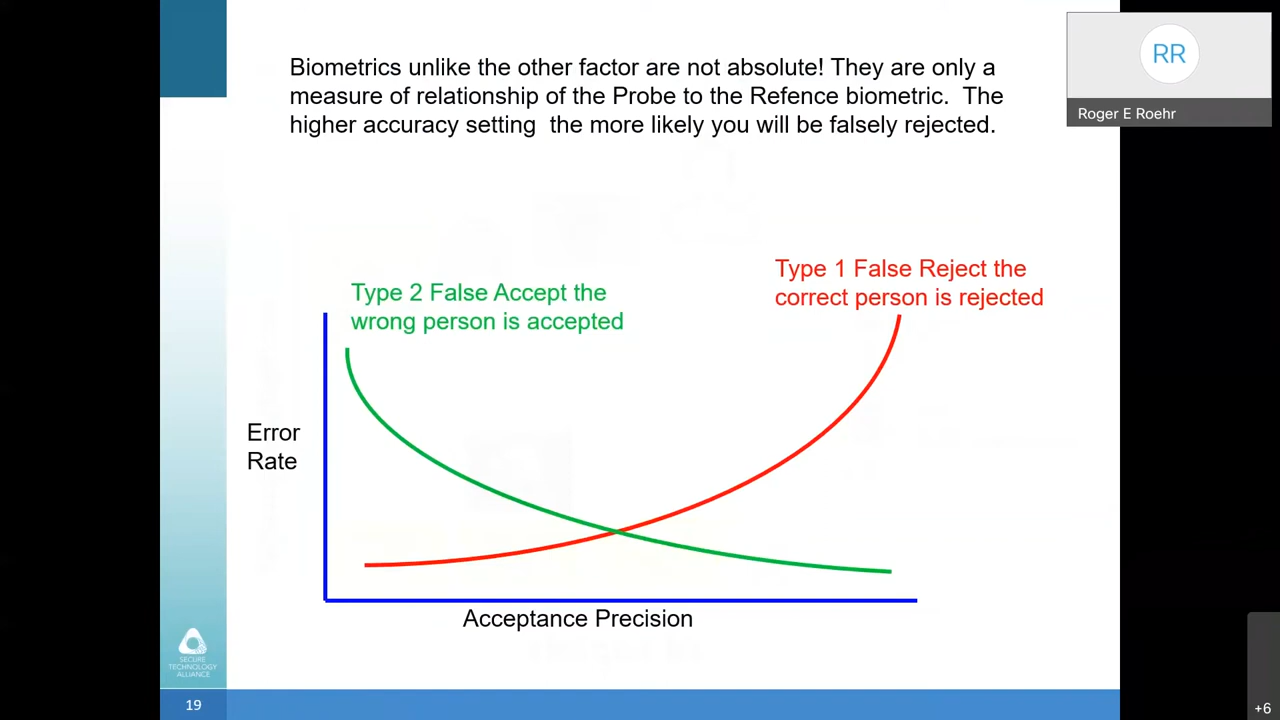 Biometrics unlike the other factor are not absolute! They are only a
measure of relationship of the Probe to the Refence biometric. The
higher accuracy setting the more likely you will be falsely rejected.
RR
Roger E Roehr
Type 1 False Reject the
correct person is rejected
Type 2 False Accept the
wrong person is accepted
Error
Rate
Acceptance Precision
SECURE
TECHNOLOGY
ALLIANCE
19
+6